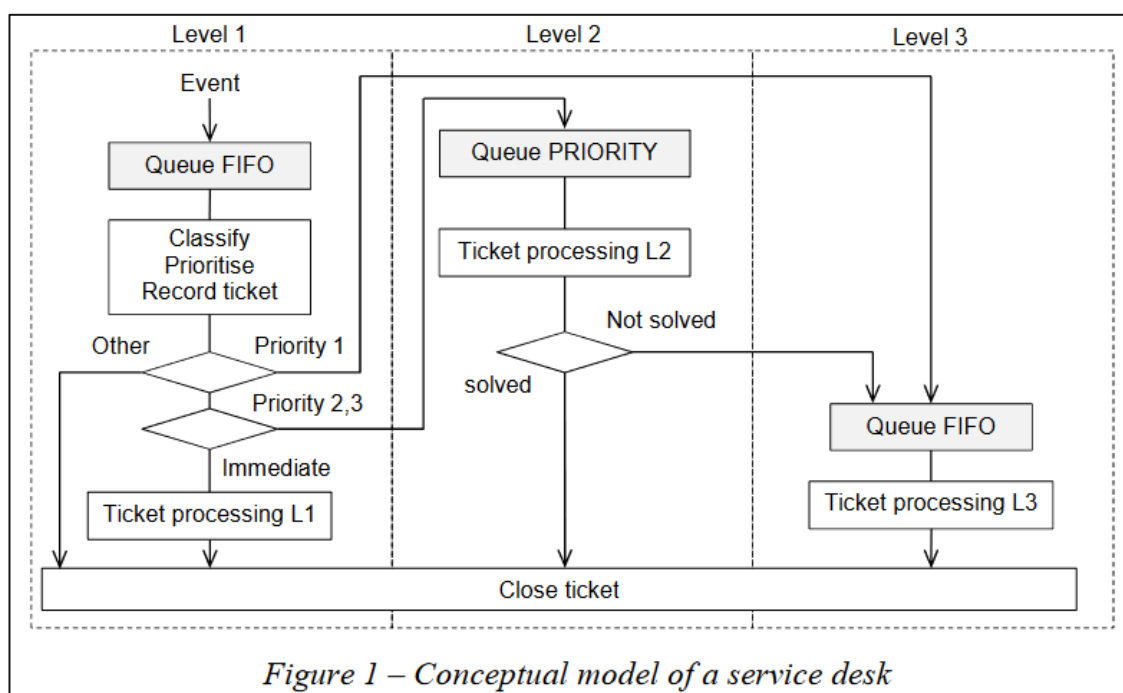 Level 1
Level 2
Level 3
Event
Queue FIFO
Classify
Prioritise
Record ticket
Other
Priority 1
Priority 2,3
Immediate
Ticket processing L1
Queue PRIORITY
Ticket processing L2
Not solved
solved
Queue FIFO
Ticket processing L3
Close ticket
Figure 1 – Conceptual model of a service desk